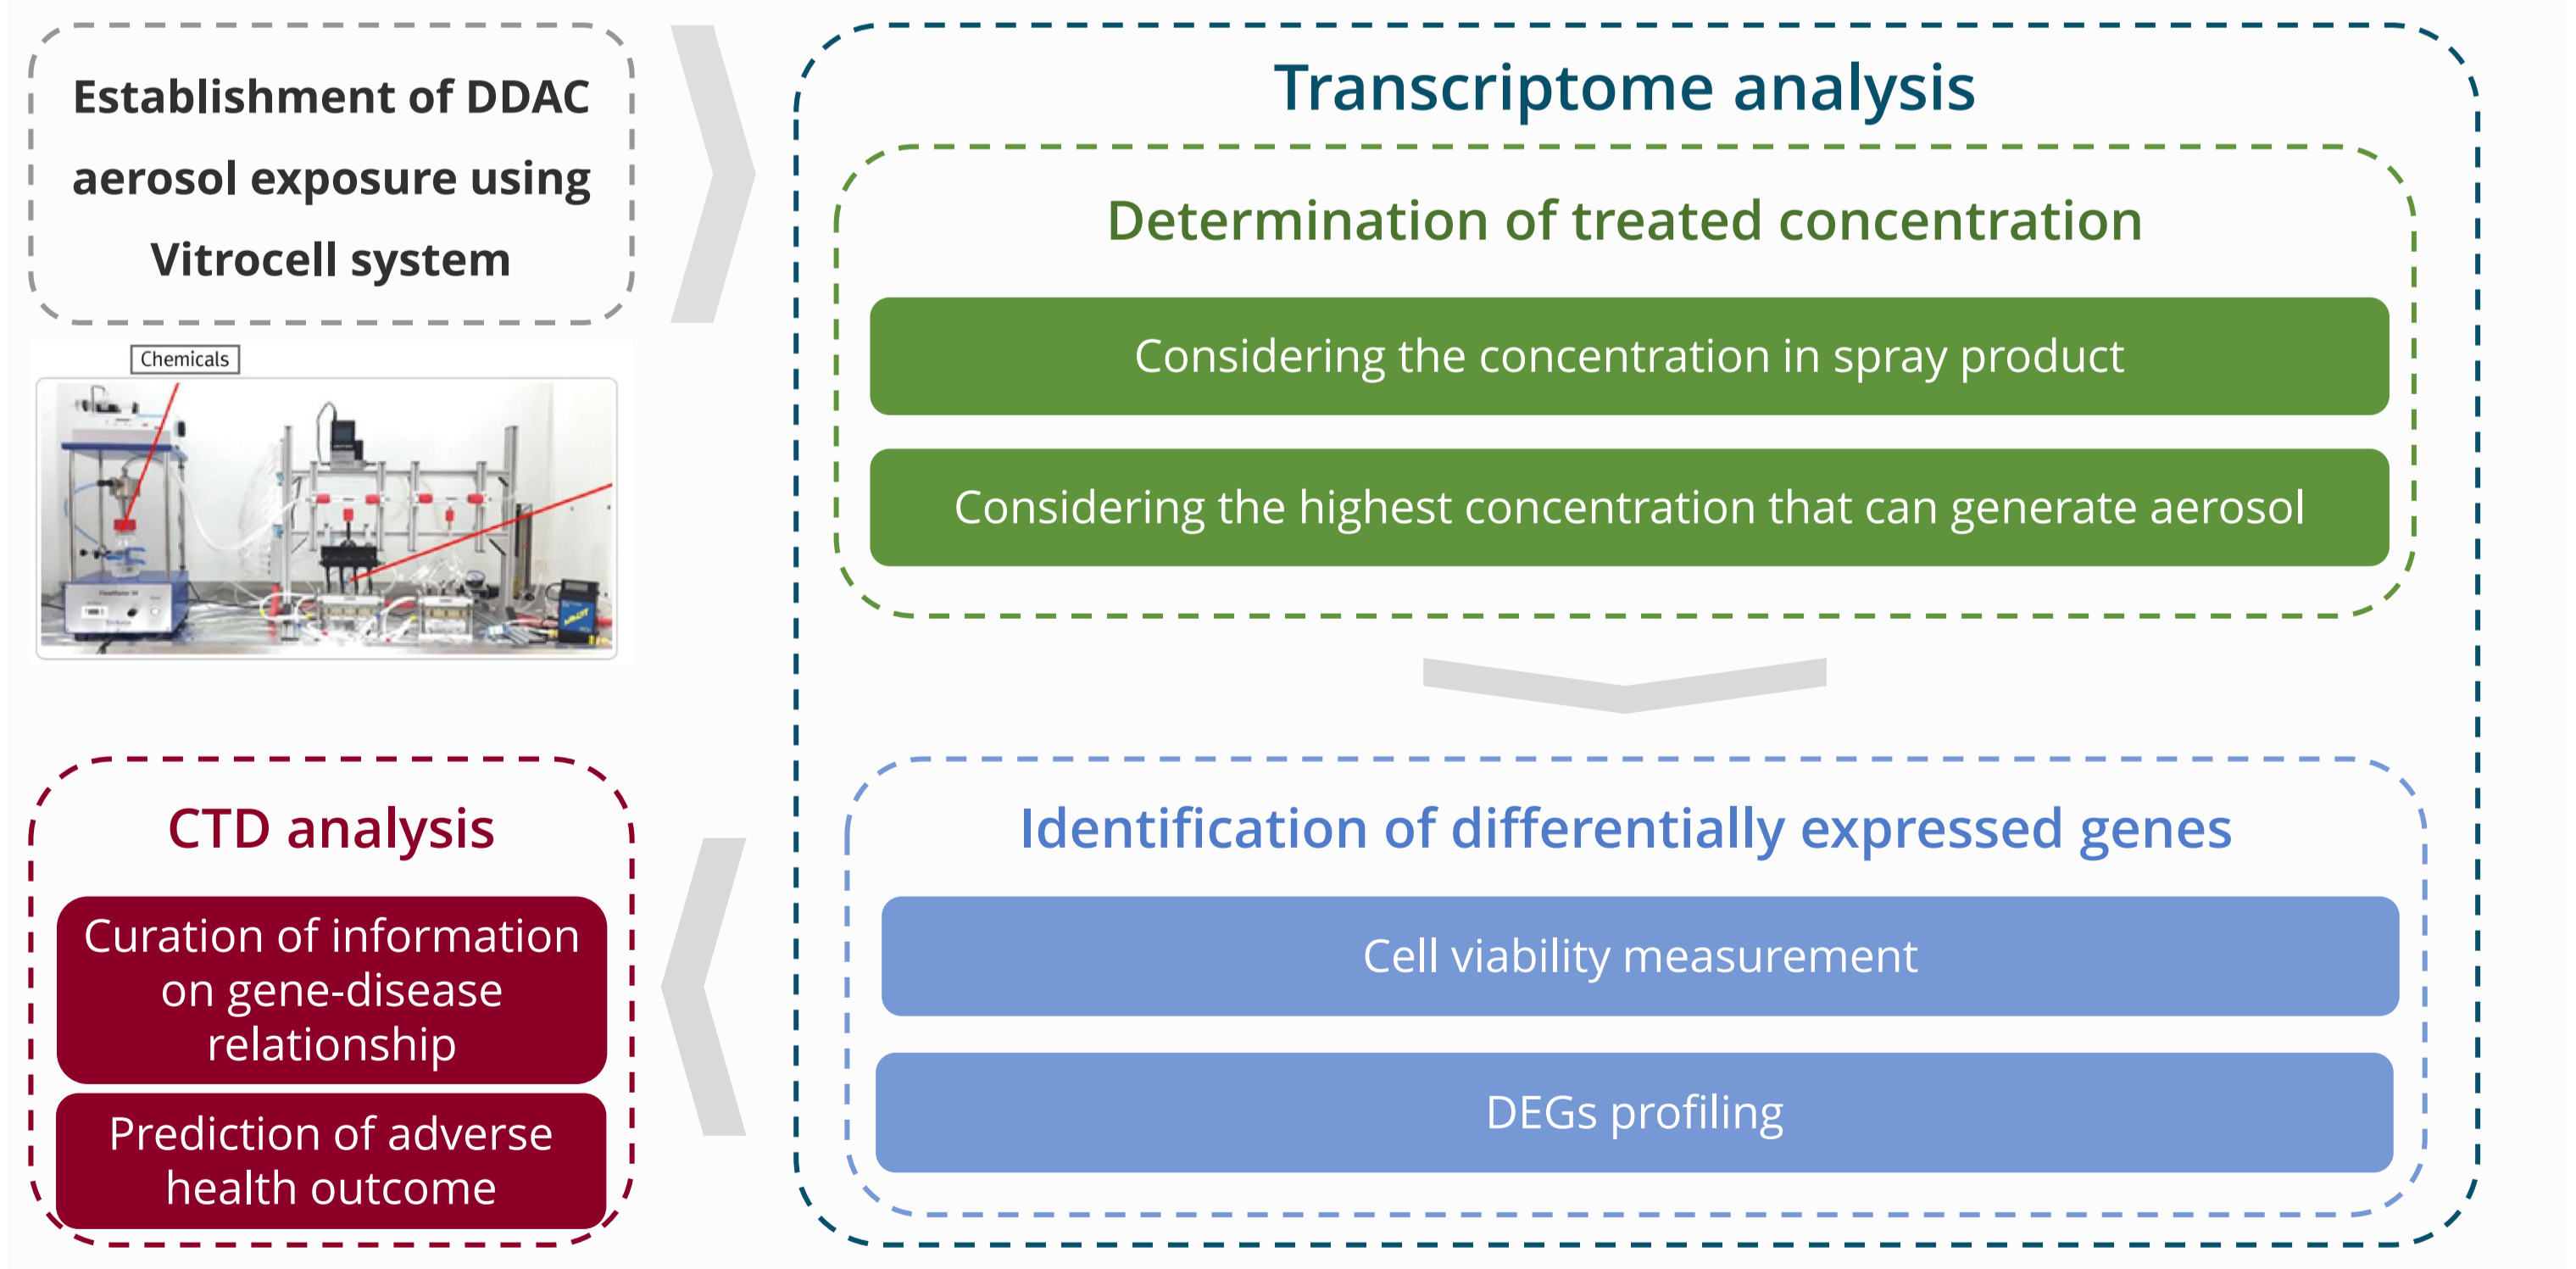 Establishment of DDAC
aerosol exposure using
Vitrocell system
Chemicals
Transcriptome analysis
Determination of treated concentration
Considering the concentration in spray product
Considering the highest concentration that can generate aerosol
Identification of differentially expressed genes
Cell viability measurement
DEGs profiling
CTD analysis
Curation of information
on gene-disease
relationship
Prediction of adverse
health outcome